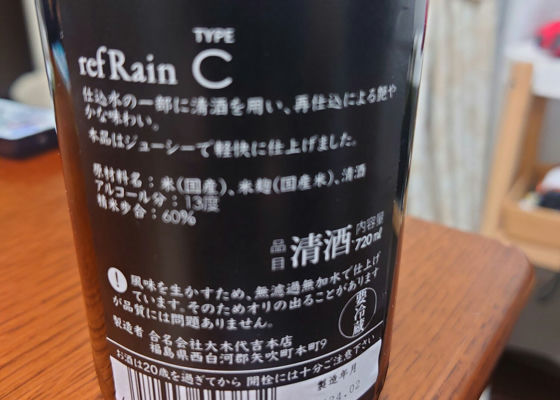 TYPE
refRain C
仕込水の一部に清酒を用い、再仕込による艶や
かな味わい。
本品はジューシーで軽快に仕上げました。
原材料名：米(国産)、米麹(国産米)、清酒
アルコール分：13度
精米歩合：60%
品目 清酒 内容量 720ml
風味を生かすため、無濾過無加水で仕上げ
ています。そのためオリの出ることがあります
が品質には問題ありません。
要冷蔵
製造者 合名会社大木代吉本店
福島県西白河郡矢吹町本町9
お酒は20歳を過ぎてから 開栓には十分ご注意下さい
製造年月
24.02